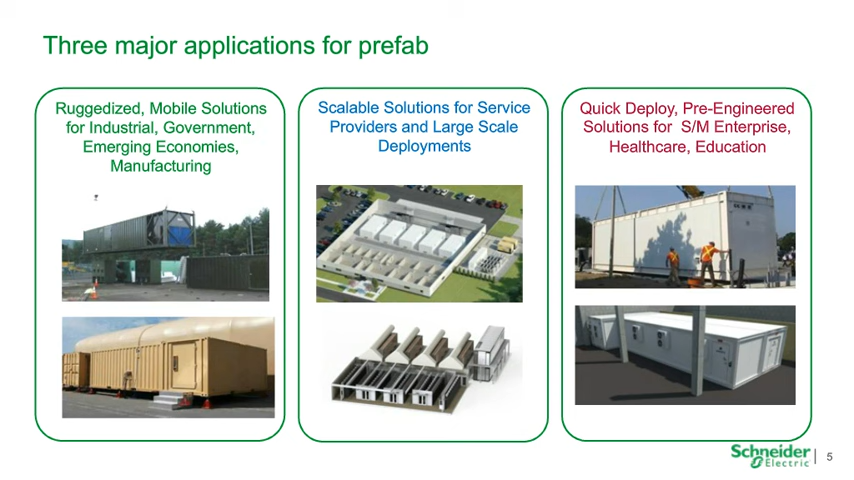 Three major applications for prefab
Ruggedized, Mobile Solutions
for Industrial, Government,
Emerging Economies,
Manufacturing
Scalable Solutions for Service
Providers and Large Scale
Deployments
Quick Deploy, Pre-Engineered
Solutions for  S/M Enterprise,
Healthcare, Education
Schneider
Electric
5